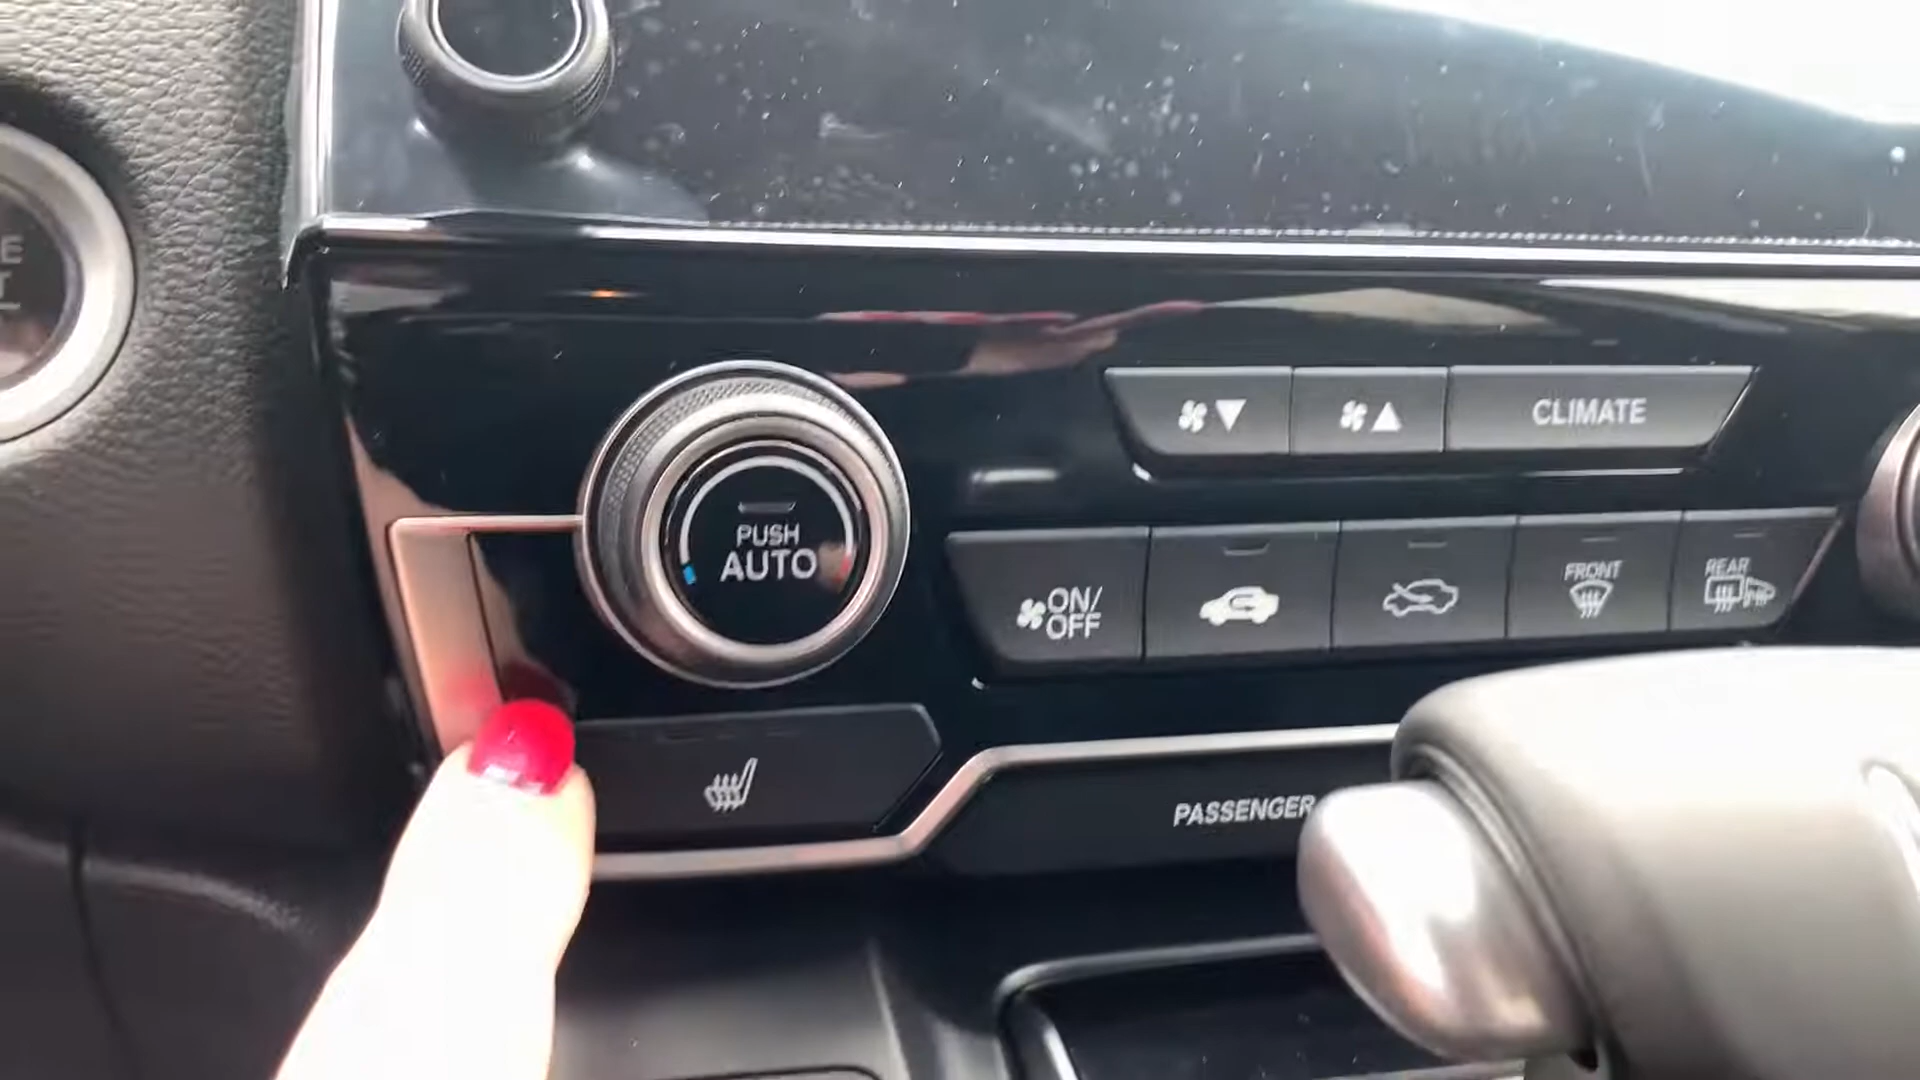 PUSH
AUTO
CLIMATE
ON/
OFF
FRONT
REAR
PASSENGER